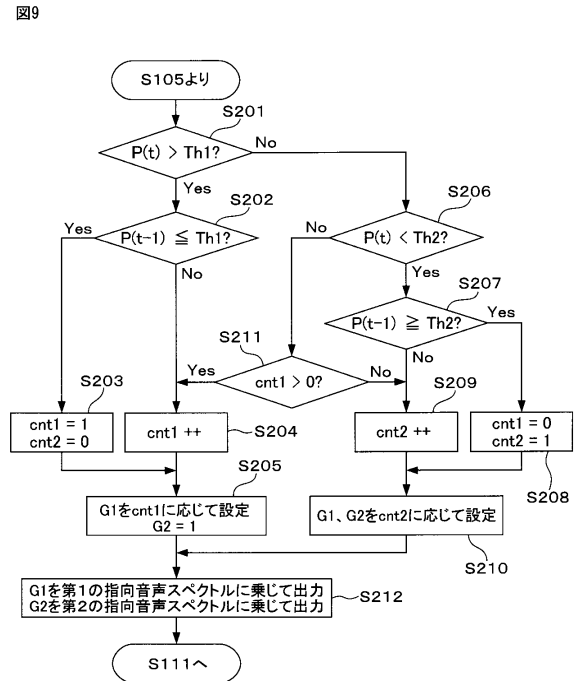 図9
S105より
S201
P(t) > Th1?
No
Yes
S202
P(t-1) ≦ Th1?
Yes
No
S206
P(t) < Th2?
No
Yes
S207
P(t-1) ≧ Th2?
Yes
No
S211
cnt1 > 0?
Yes
No
S203
cnt1 = 1
cnt2 = 0
cnt1 ++
S204
S209
cnt2 ++
cnt1 = 0
cnt2 = 1
S208
S205
G1をcnt1に応じて設定
G2 = 1
G1、G2をcnt2に応じて設定
S210
G1を第1の指向音声スペクトルに乗じて出力
G2を第2の指向音声スペクトルに乗じて出力
S212
S111へ